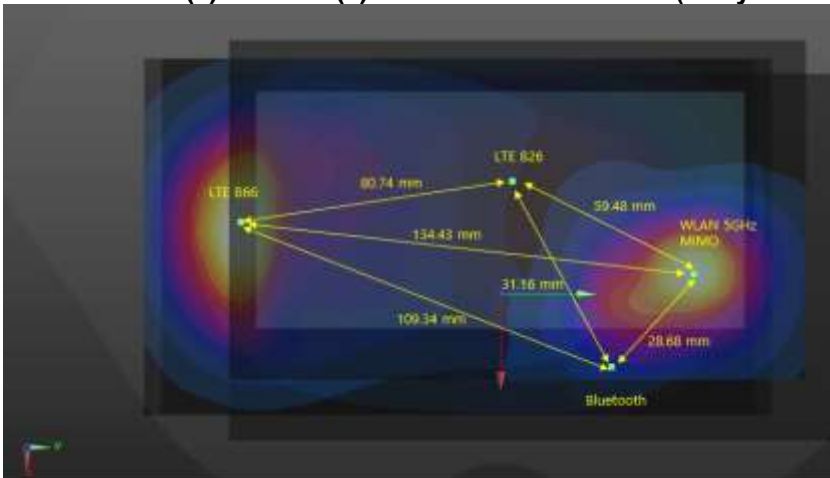 LTE B26
80.74 mm
LTE B66
59.48 mm
WLAN 5GHz
MIMO
134.43 mm
31.16 mm
109.34 mm
28.68 mm
Bluetooth